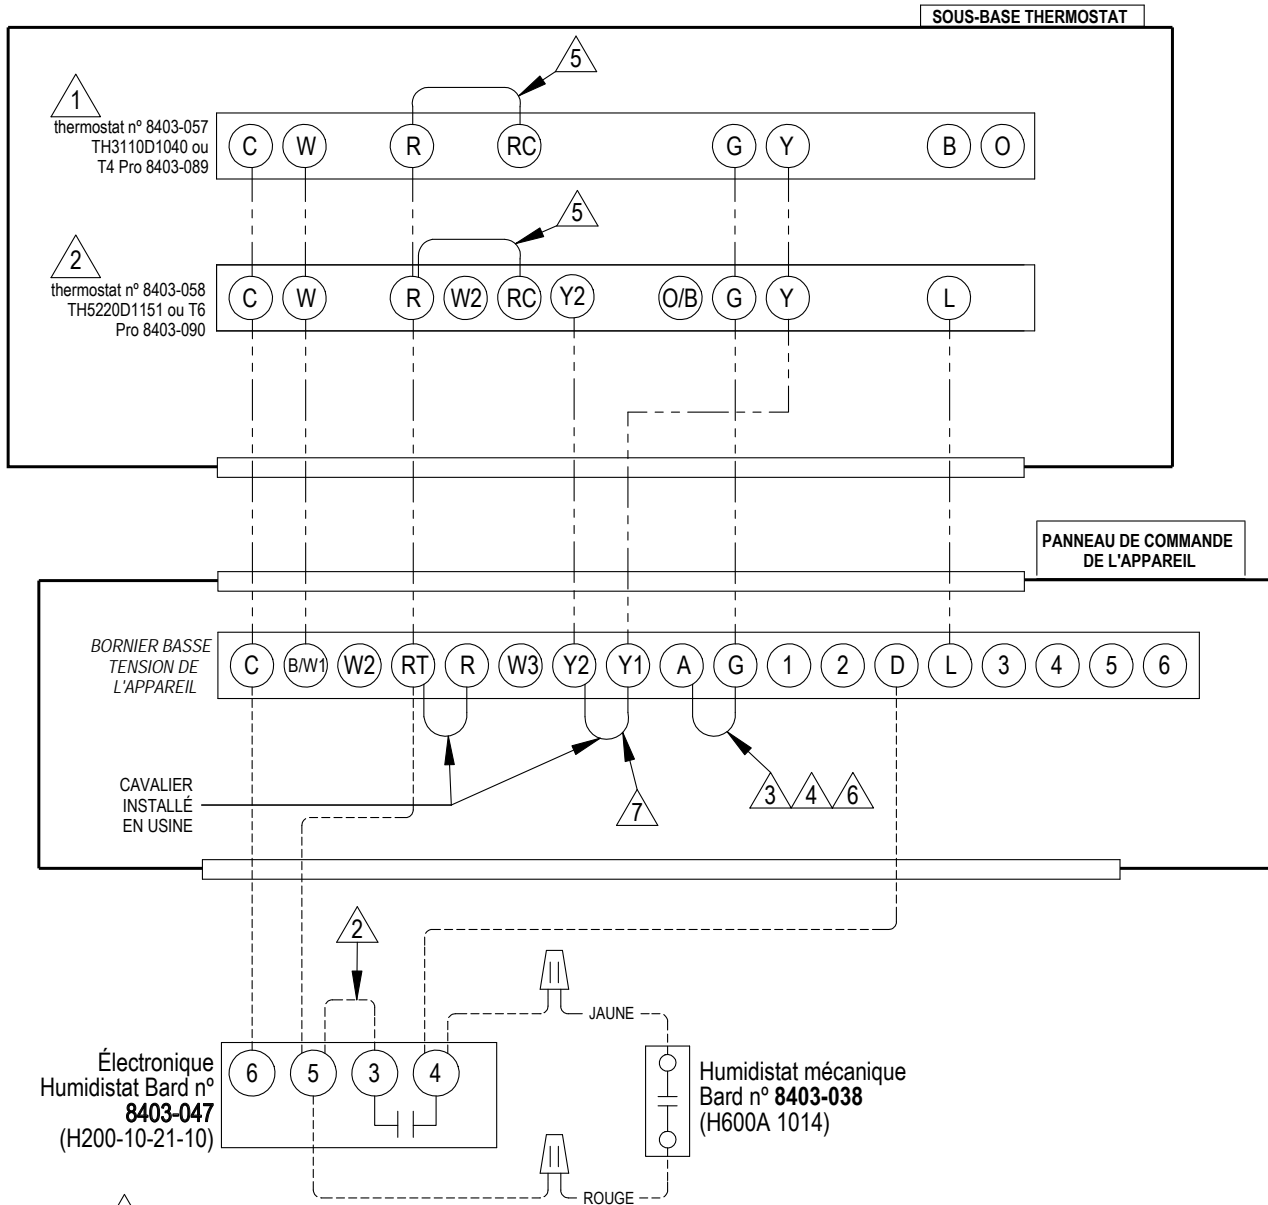 SOUS-BASE THERMOSTAT
5
1
thermostat nº 8403-057
TH3110D1040 ou
T4 Pro 8403-089
C W R RC G Y B O
5
2
thermostat nº 8403-058
TH5220D1151 ou T6
Pro 8403-090
C W R W2 RC Y2 O/B G Y L
PANNEAU DE COMMANDE
DE L'APPAREIL
BORNIER BASSE
TENSION DE
L'APPAREIL
C B/W1 W2 RT R W3 Y2 Y1 A G 1 2 D L 3 4 5 6
CAVALIER
INSTALLÉ
EN USINE
7
3 4 6
2
JAUNE
Électronique
Humidistat Bard nº
8403-047
(H200-10-21-10)
6 5 3 4
Humidistat mécanique
Bard nº 8403-038
(H600A 1014)
ROUGE